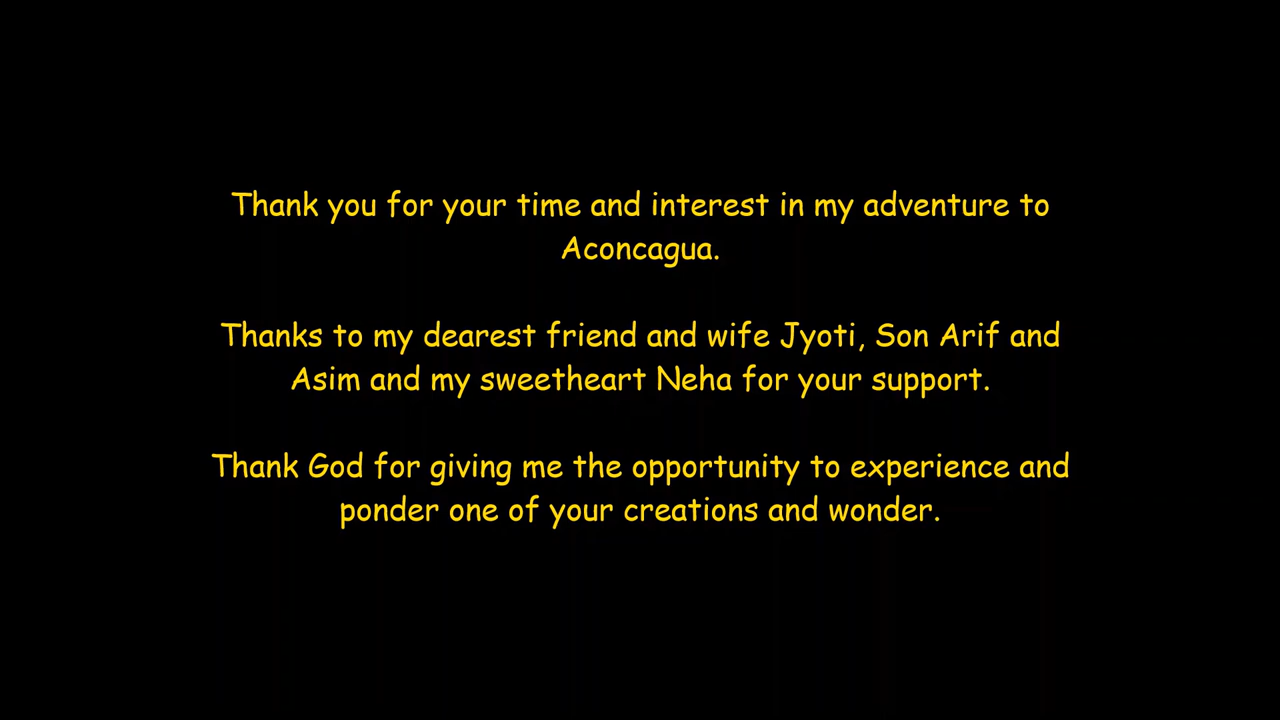 Thank you for your time and interest in my adventure to
Aconcagua.
Thanks to my dearest friend and wife Jyoti, Son Arif and
Asim and my sweetheart Neha for your support.
Thank God for giving me the opportunity to experience and
ponder one of your creations and wonder.